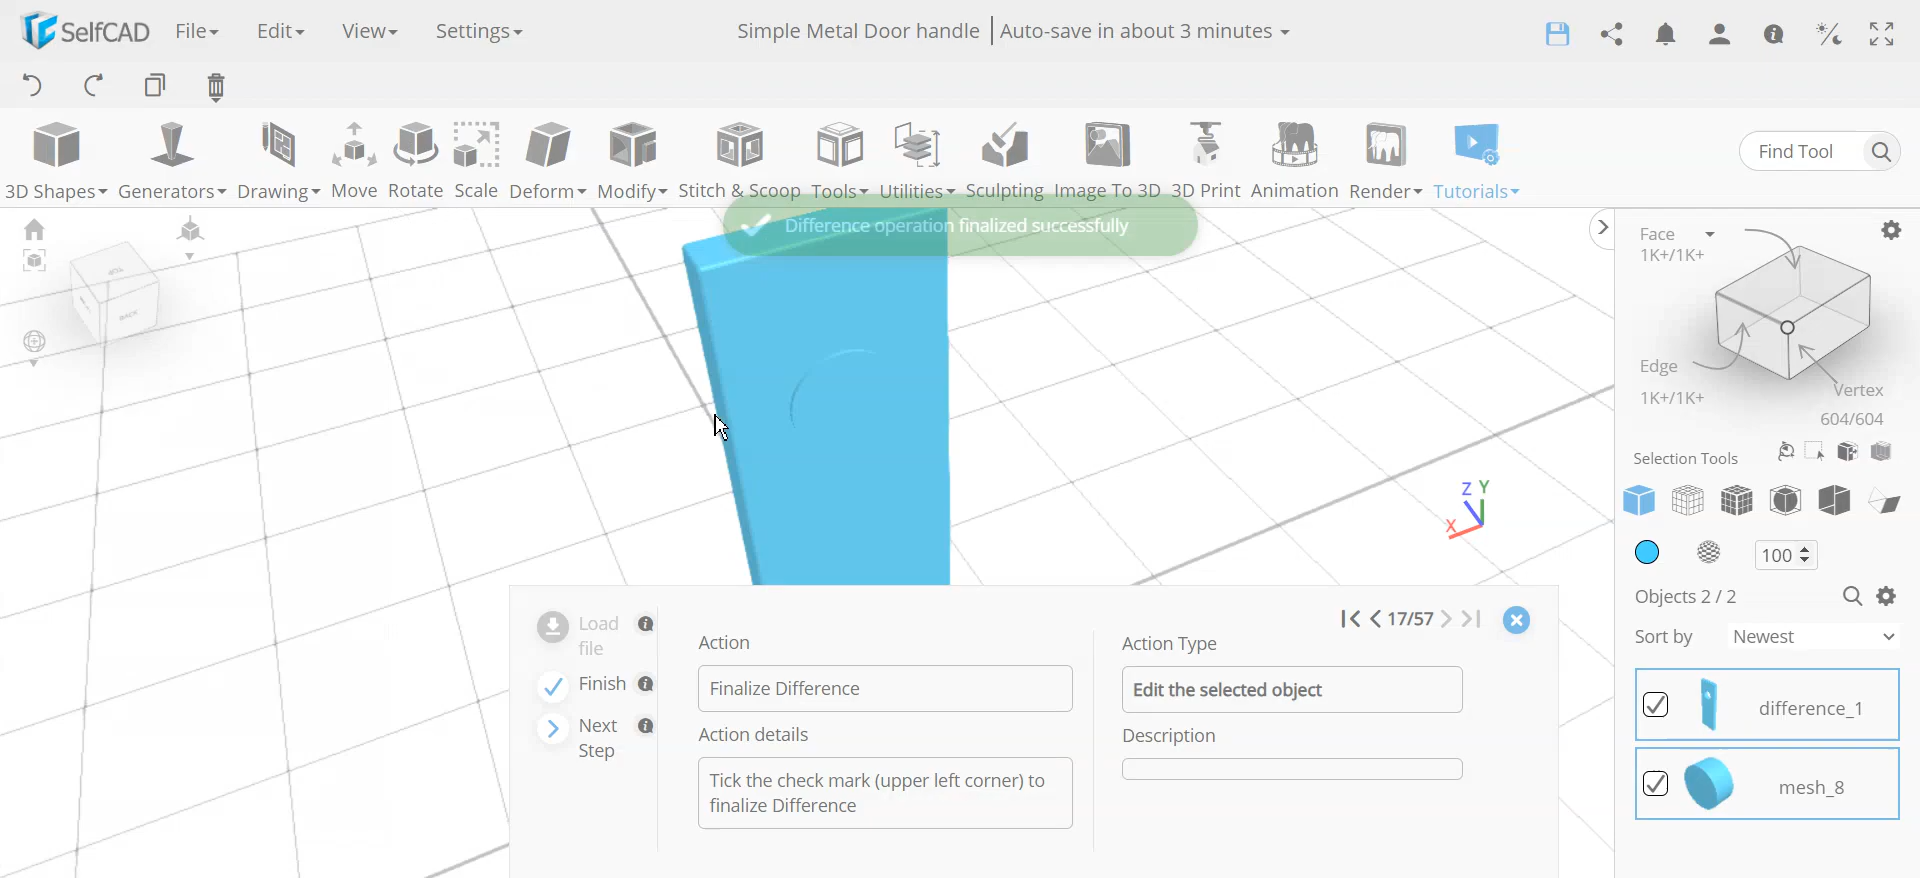 SelfCAD File Edit View Settings Simple Metal Door handle Auto-save in about 3 minutes
3D Shapes Generators Drawing Move Rotate Scale Deform Modify Stitch & Scoop Tools Utilities Sculpting Image To 3D 3D Print Animation Render Tutorials
Find Tool
Difference operation finalized successfully
TOP
BACK
Z Y
X
Face
1K+/1K+
Edge
1K+/1K+
Vertex
604/604
Selection Tools
100
Objects 2 / 2
Sort by Newest
difference_1
mesh_8
Load
file
Finish
Next
Step
17/57
Action
Finalize Difference
Action details
Tick the check mark (upper left corner) to
finalize Difference
Action Type
Edit the selected object
Description